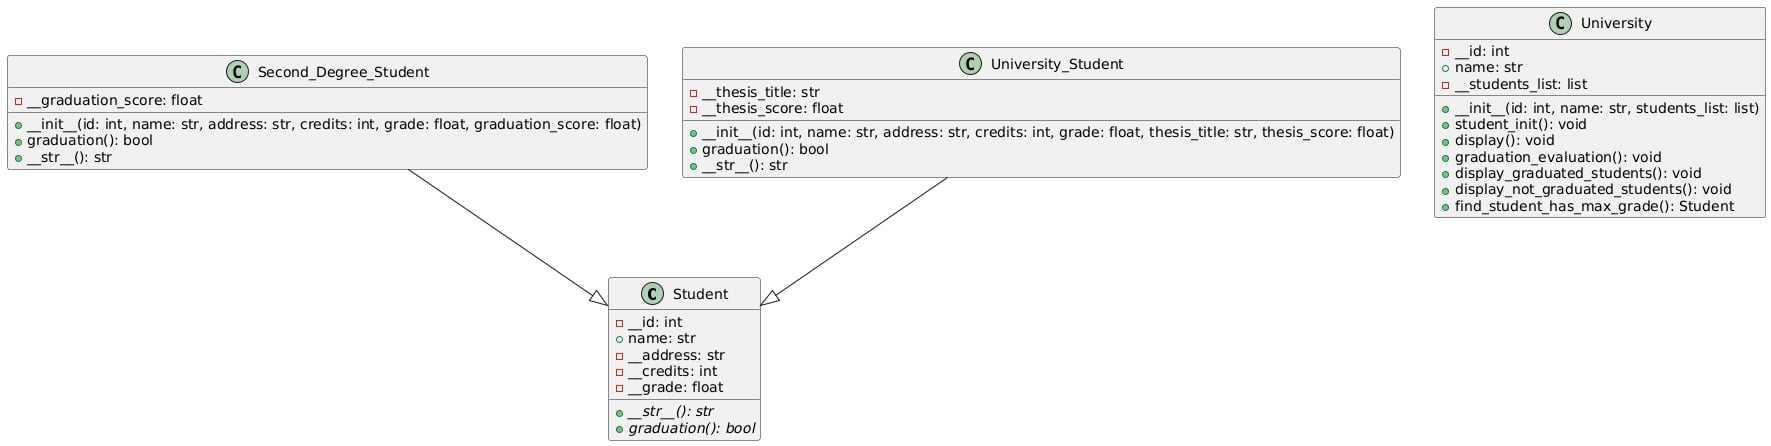 C Second_Degree_Student
__graduation_score: float
__init__(id: int, name: str, address: str, credits: int, grade: float, graduation_score: float)
graduation(): bool
__str__(): str
C University_Student
__thesis_title: str
__thesis_score: float
__init__(id: int, name: str, address: str, credits: int, grade: float, thesis_title: str, thesis_score: float)
graduation(): bool
__str__(): str
C University
__id: int
name: str
__students_list: list
__init__(id: int, name: str, students_list: list)
student_init(): void
display(): void
graduation_evaluation(): void
display_graduated_students(): void
display_not_graduated_students(): void
find_student_has_max_grade(): Student
C Student
__id: int
name: str
__address: str
__credits: int
__grade: float
__str__(): str
graduation(): bool